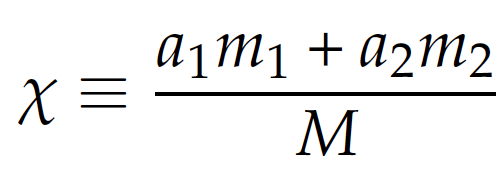 χ ≡ (a₁m₁ + a₂m₂) / M